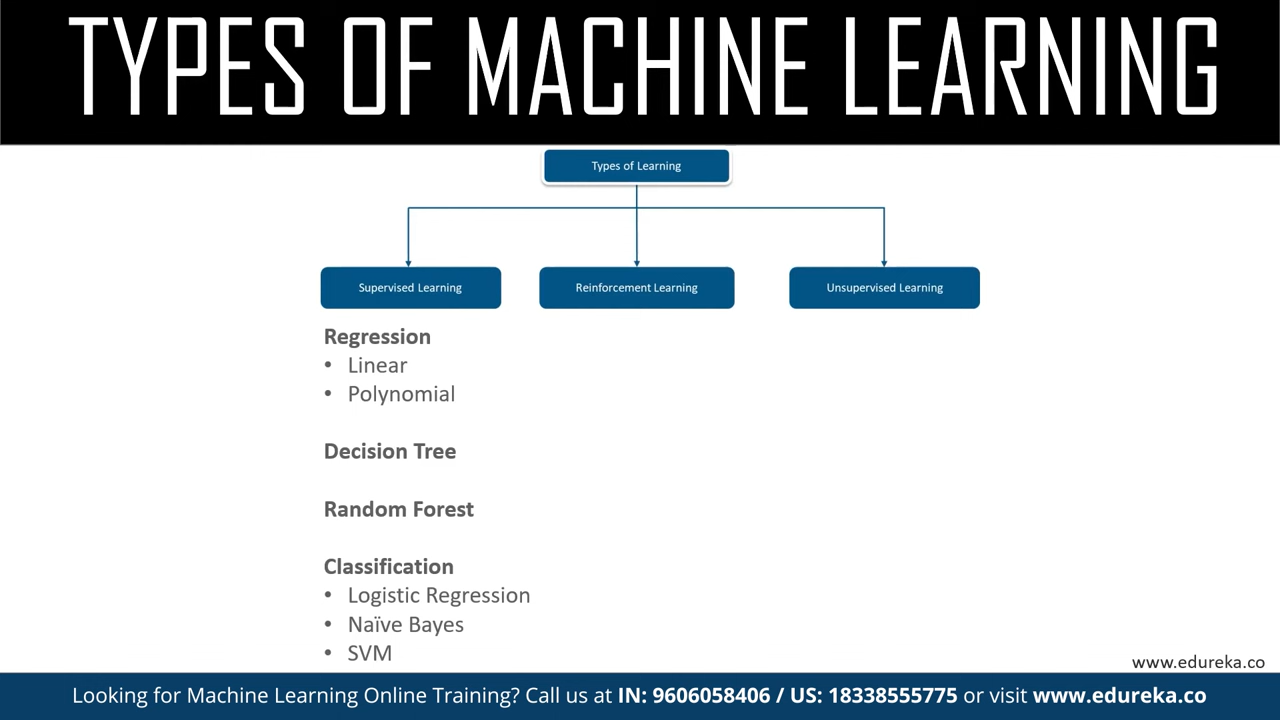 TYPES OF MACHINE LEARNING
Types of Learning
Supervised Learning
Reinforcement Learning
Unsupervised Learning
Regression
• Linear
• Polynomial
Decision Tree
Random Forest
Classification
• Logistic Regression
• Naïve Bayes
• SVM
www.edureka.co
Looking for Machine Learning Online Training? Call us at IN: 9606058406 / US: 18338555775 or visit www.edureka.co